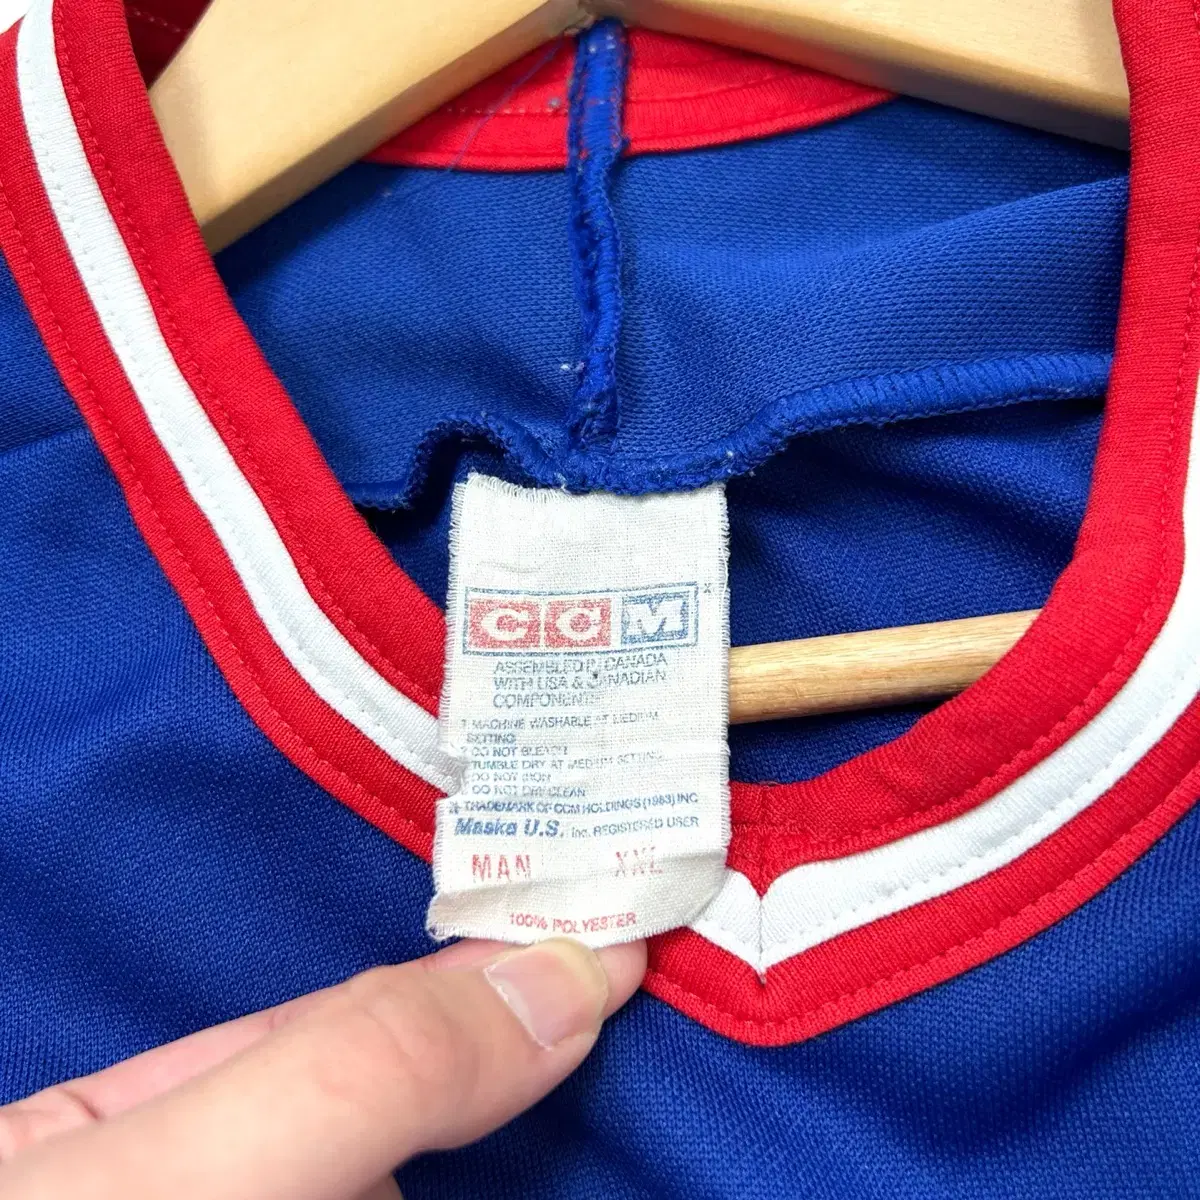 CCM
ASSEMBLED IN CANADA
WITH USA & CANADIAN
COMPONENTS
1 MACHINE WASHABLE AT MEDIUM
SETTING
2 DO NOT BLEACH
TUMBLE DRY AT MEDIUM SETTING
DO NOT IRON
DO NOT DRY CLEAN
TRADEMARK OF CCM HOLDINGS (1983) INC
Maska U.S. Inc. REGISTERED USER
MAN XXL
100% POLYESTER